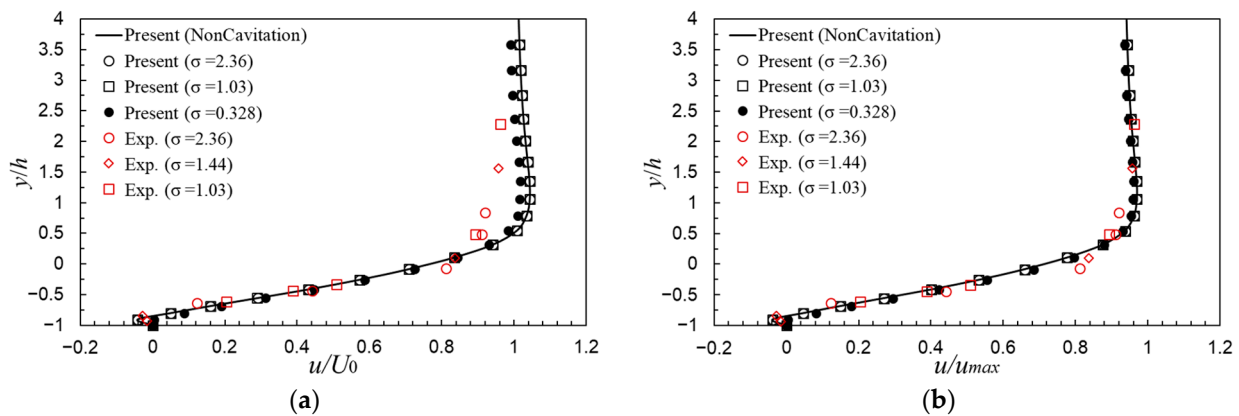 4
3.5
3
2.5
2
1.5
1
0.5
0
−0.5
−1
y/h
Present (NonCavitation)
Present (σ=2.36)
Present (σ=1.03)
Present (σ=0.328)
Exp. (σ=2.36)
Exp. (σ=1.44)
Exp. (σ=1.03)
−0.2 0 0.2 0.4 0.6 0.8 1 1.2
u/U0
(a)
4
3.5
3
2.5
2
1.5
1
0.5
0
−0.5
−1
y/h
Present (NonCavitation)
Present (σ=2.36)
Present (σ=1.03)
Present (σ=0.328)
Exp. (σ=2.36)
Exp. (σ=1.44)
Exp. (σ=1.03)
−0.2 0 0.2 0.4 0.6 0.8 1 1.2
u/umax
(b)